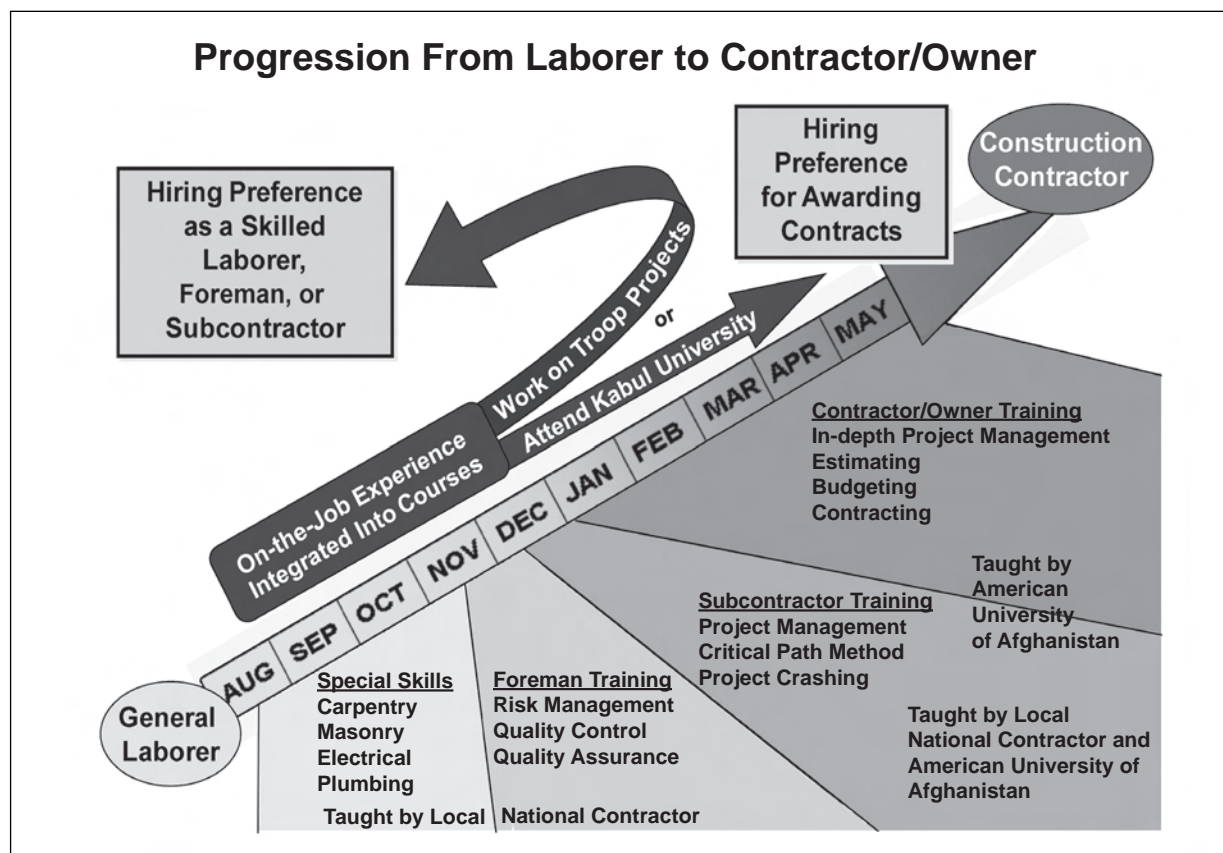 Progression From Laborer to Contractor/Owner
Hiring Preference
as a Skilled
Laborer,
Foreman, or
Subcontractor
Hiring
Preference
for Awarding
Contracts
Construction
Contractor
Work on Troop Projects
or
Attend Kabul University
On-the-Job Experience
Integrated Into Courses
AUG
SEP
OCT
NOV
DEC
JAN
FEB
MAR
APR
MAY
General
Laborer
Special Skills
Carpentry
Masonry
Electrical
Plumbing
Taught by Local
Foreman Training
Risk Management
Quality Control
Quality Assurance
National Contractor
Subcontractor Training
Project Management
Critical Path Method
Project Crashing
Taught by Local
National Contractor and
American University of
Afghanistan
Contractor/Owner Training
In-depth Project Management
Estimating
Budgeting
Contracting
Taught by
American
University
of Afghanistan